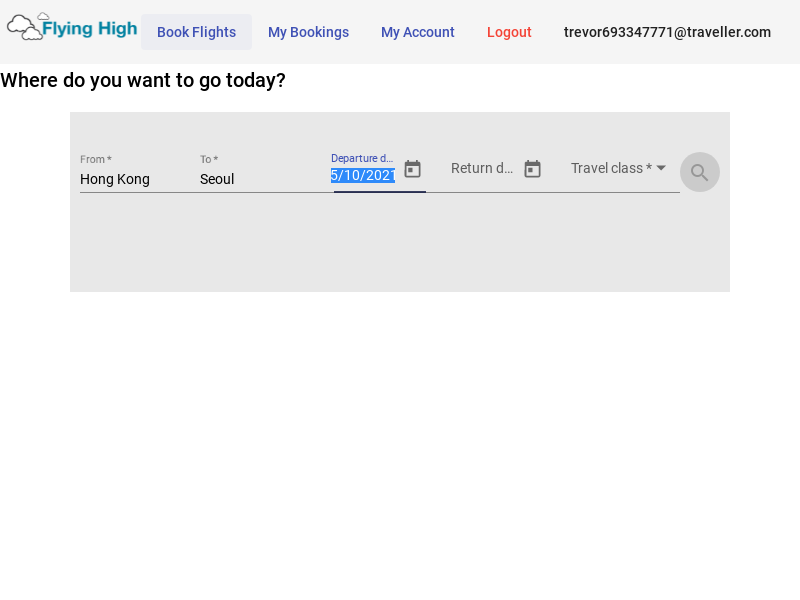 Flying High
Book Flights
My Bookings
My Account
Logout
trevor693347771@traveller.com
Where do you want to go today?
From *
Hong Kong
To *
Seoul
Departure d...
5/10/2021
Return d...
Travel class *